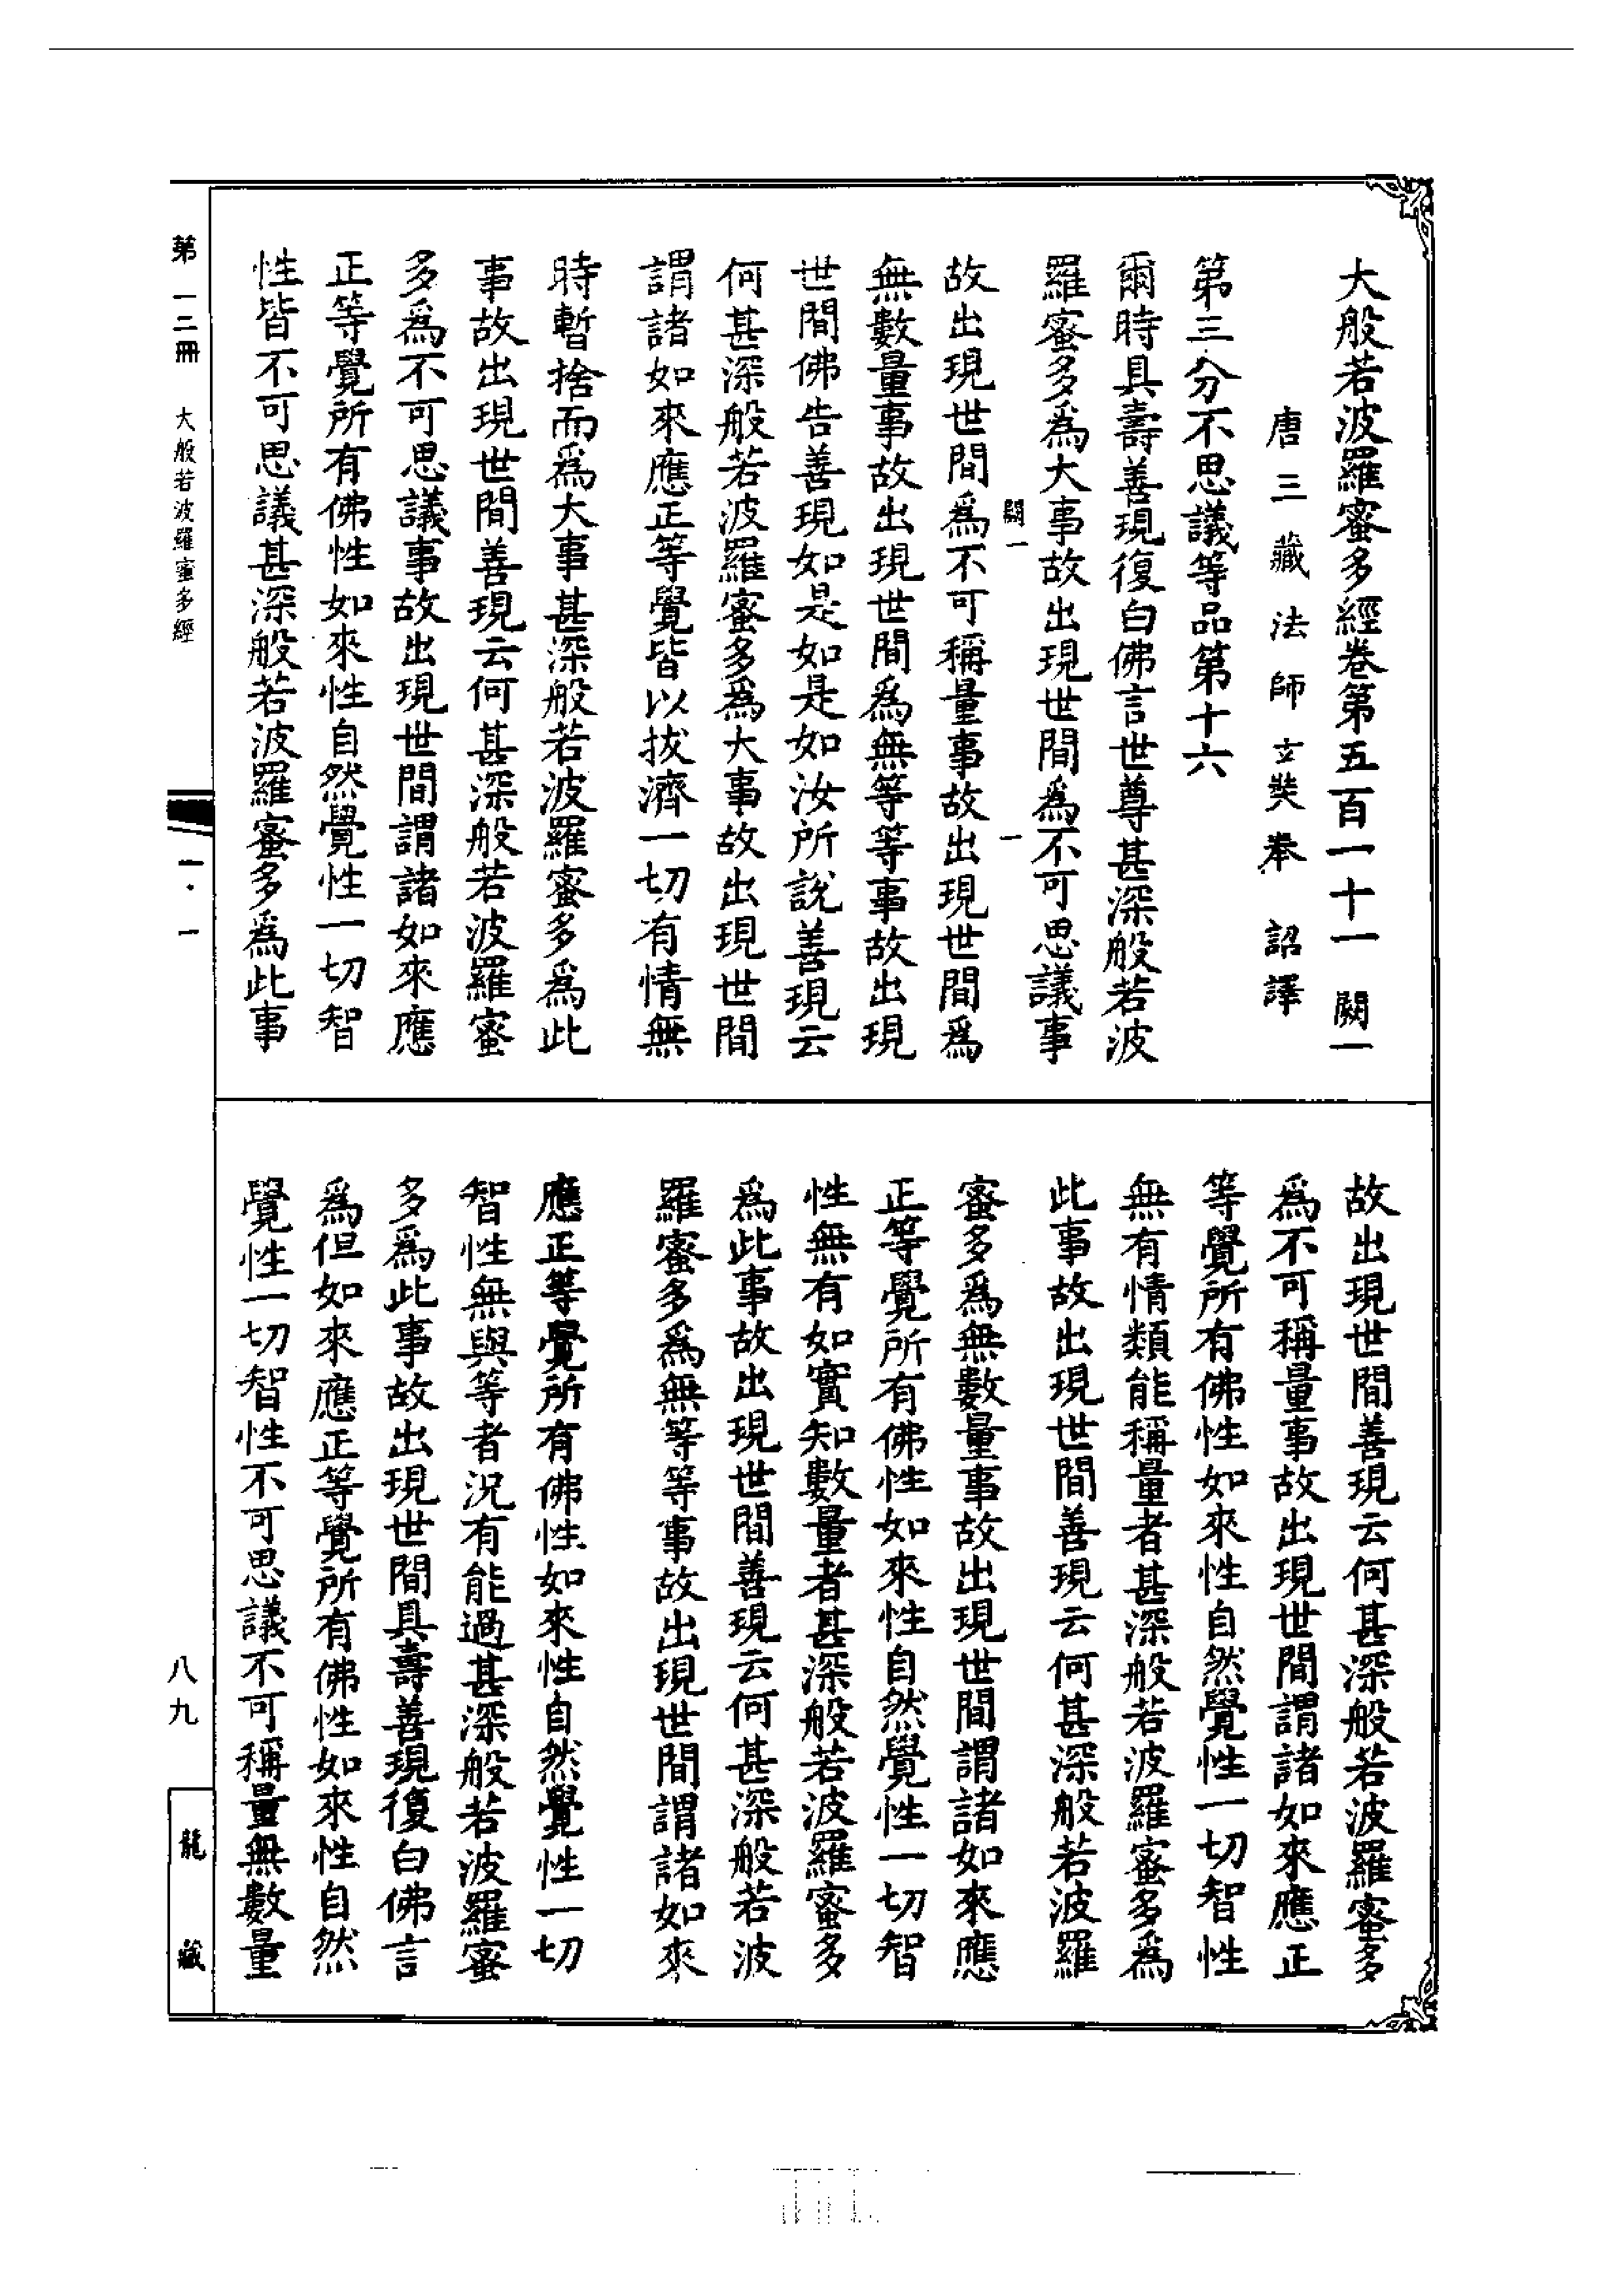 大般若波羅蜜多經卷第五百一十一 闕一
唐三藏法師玄奘奉 詔譯
第三分不思議等品第十六
爾時具壽善現復白佛言世尊甚深般若波
羅蜜多爲大事故出現世間爲不可思議事
闕一 一
故出現世間爲不可稱量事故出現世間爲
無數量事故出現世間爲無等等事故出現
世間佛告善現如是如是如汝所說善現云
何甚深般若波羅蜜多爲大事故出現世間
謂諸如來應正等覺皆以拔濟一切有情無
時暫捨而爲大事甚深般若波羅蜜多爲此
事故出現世間善現云何甚深般若波羅蜜
多爲不可思議事故出現世間謂諸如來應
正等覺所有佛性如來性自然覺性一切智
性皆不可思議甚深般若波羅蜜多爲此事
故出現世間善現云何甚深般若波羅蜜多
爲不可稱量事故出現世間謂諸如來應正
等覺所有佛性如來性自然覺性一切智性
無有情類能稱量者甚深般若波羅蜜多爲
此事故出現世間善現云何甚深般若波羅
蜜多爲無數量事故出現世間謂諸如來應
正等覺所有佛性如來性自然覺性一切智
性無有如實知數量者甚深般若波羅蜜多
爲此事故出現世間善現云何甚深般若波
羅蜜多爲無等等事故出現世間謂諸如來
應正等覺所有佛性如來性自然覺性一切
智性無與等者況有能過甚深般若波羅蜜
多爲此事故出現世間具壽善現復白佛言
爲但如來應正等覺所有佛性如來性自然
覺性一切智性不可思議不可稱量無數量
第一三冊 大般若波羅蜜多經
一·一
八九
龍藏